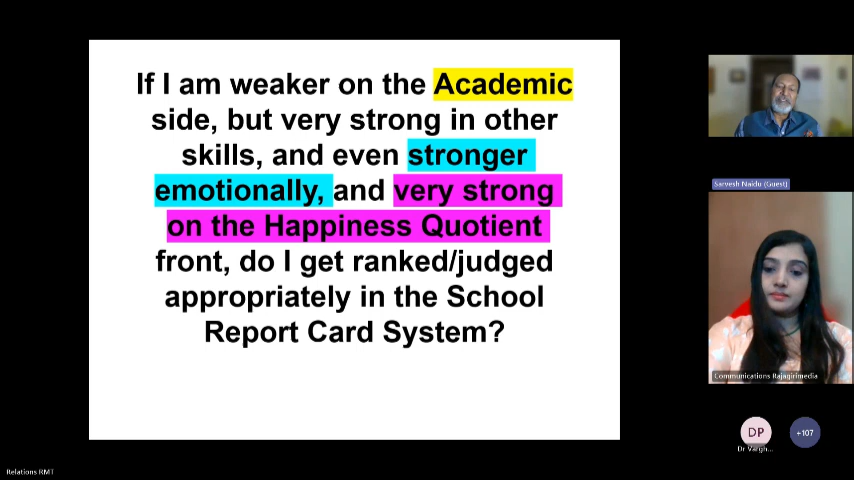 If I am weaker on the Academic
side, but very strong in other
skills, and even stronger
emotionally, and very strong
on the Happiness Quotient
front, do I get ranked/judged
appropriately in the School
Report Card System?
Sarvesh Naidu (Guest)
Communications Rajagirimedia
DP
+107
Dr Vargh...
Relations RMT